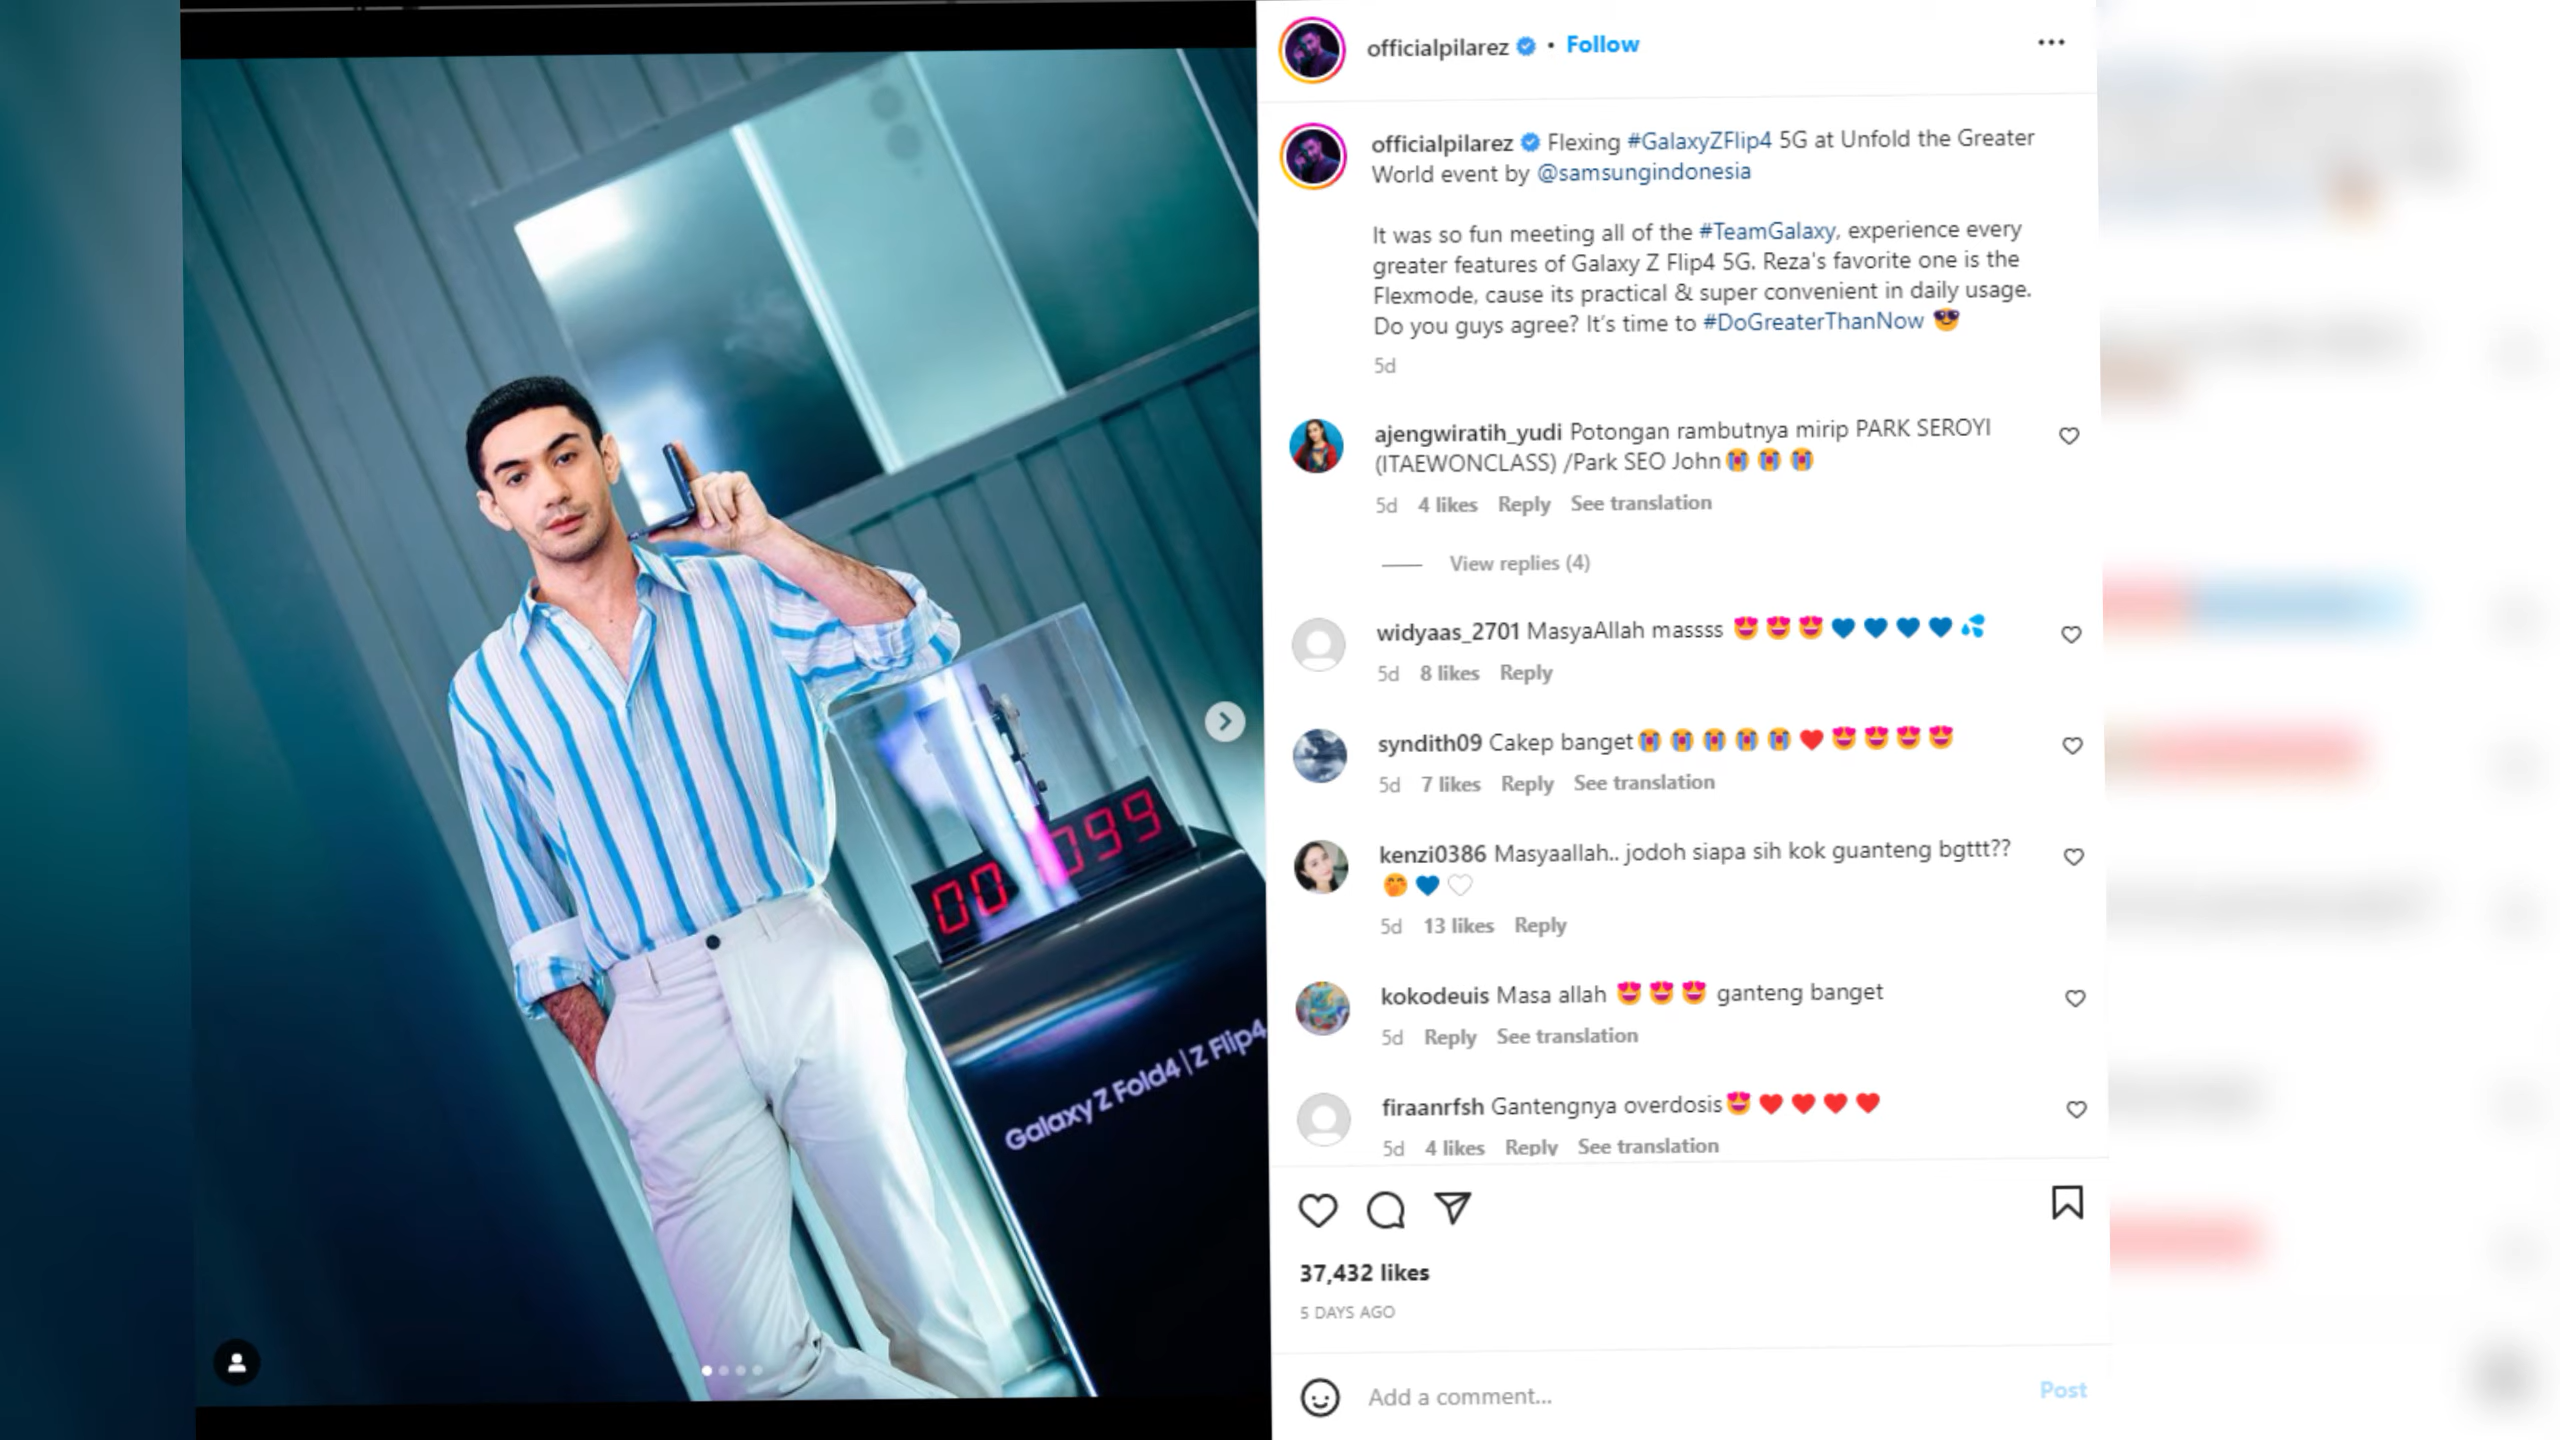 officialpilarez • Follow
officialpilarez Flexing #GalaxyZFlip4 5G at Unfold the Greater
World event by @samsungindonesia
It was so fun meeting all of the #TeamGalaxy, experience every
greater features of Galaxy Z Flip4 5G. Reza's favorite one is the
Flexmode, cause its practical & super convenient in daily usage.
Do you guys agree? It's time to #DoGreaterThanNow 😎
5d
ajengwiratih_yudi Potongan rambutnya mirip PARK SEROYI
(ITAEWONCLASS) /Park SEO John😭😭😭
5d 4 likes Reply See translation
View replies (4)
widyaas_2701 MasyaAllah massss 😍😍😍💙💙💙💙💦
5d 8 likes Reply
syndith09 Cakep banget😭😭😭😭😭❤️😍😍😍😍
5d 7 likes Reply See translation
kenzi0386 Masyaallah.. jodoh siapa sih kok guanteng bgttt??
🤭💙🤍
5d 13 likes Reply
kokodeuis Masa allah 😍😍😍 ganteng banget
5d Reply See translation
firaanrfsh Gantengnya overdosis😍❤️❤️❤️❤️
5d 4 likes Reply See translation
37,432 likes
5 DAYS AGO
Add a comment... Post
00 099
Galaxy Z Fold4 | Z Flip4